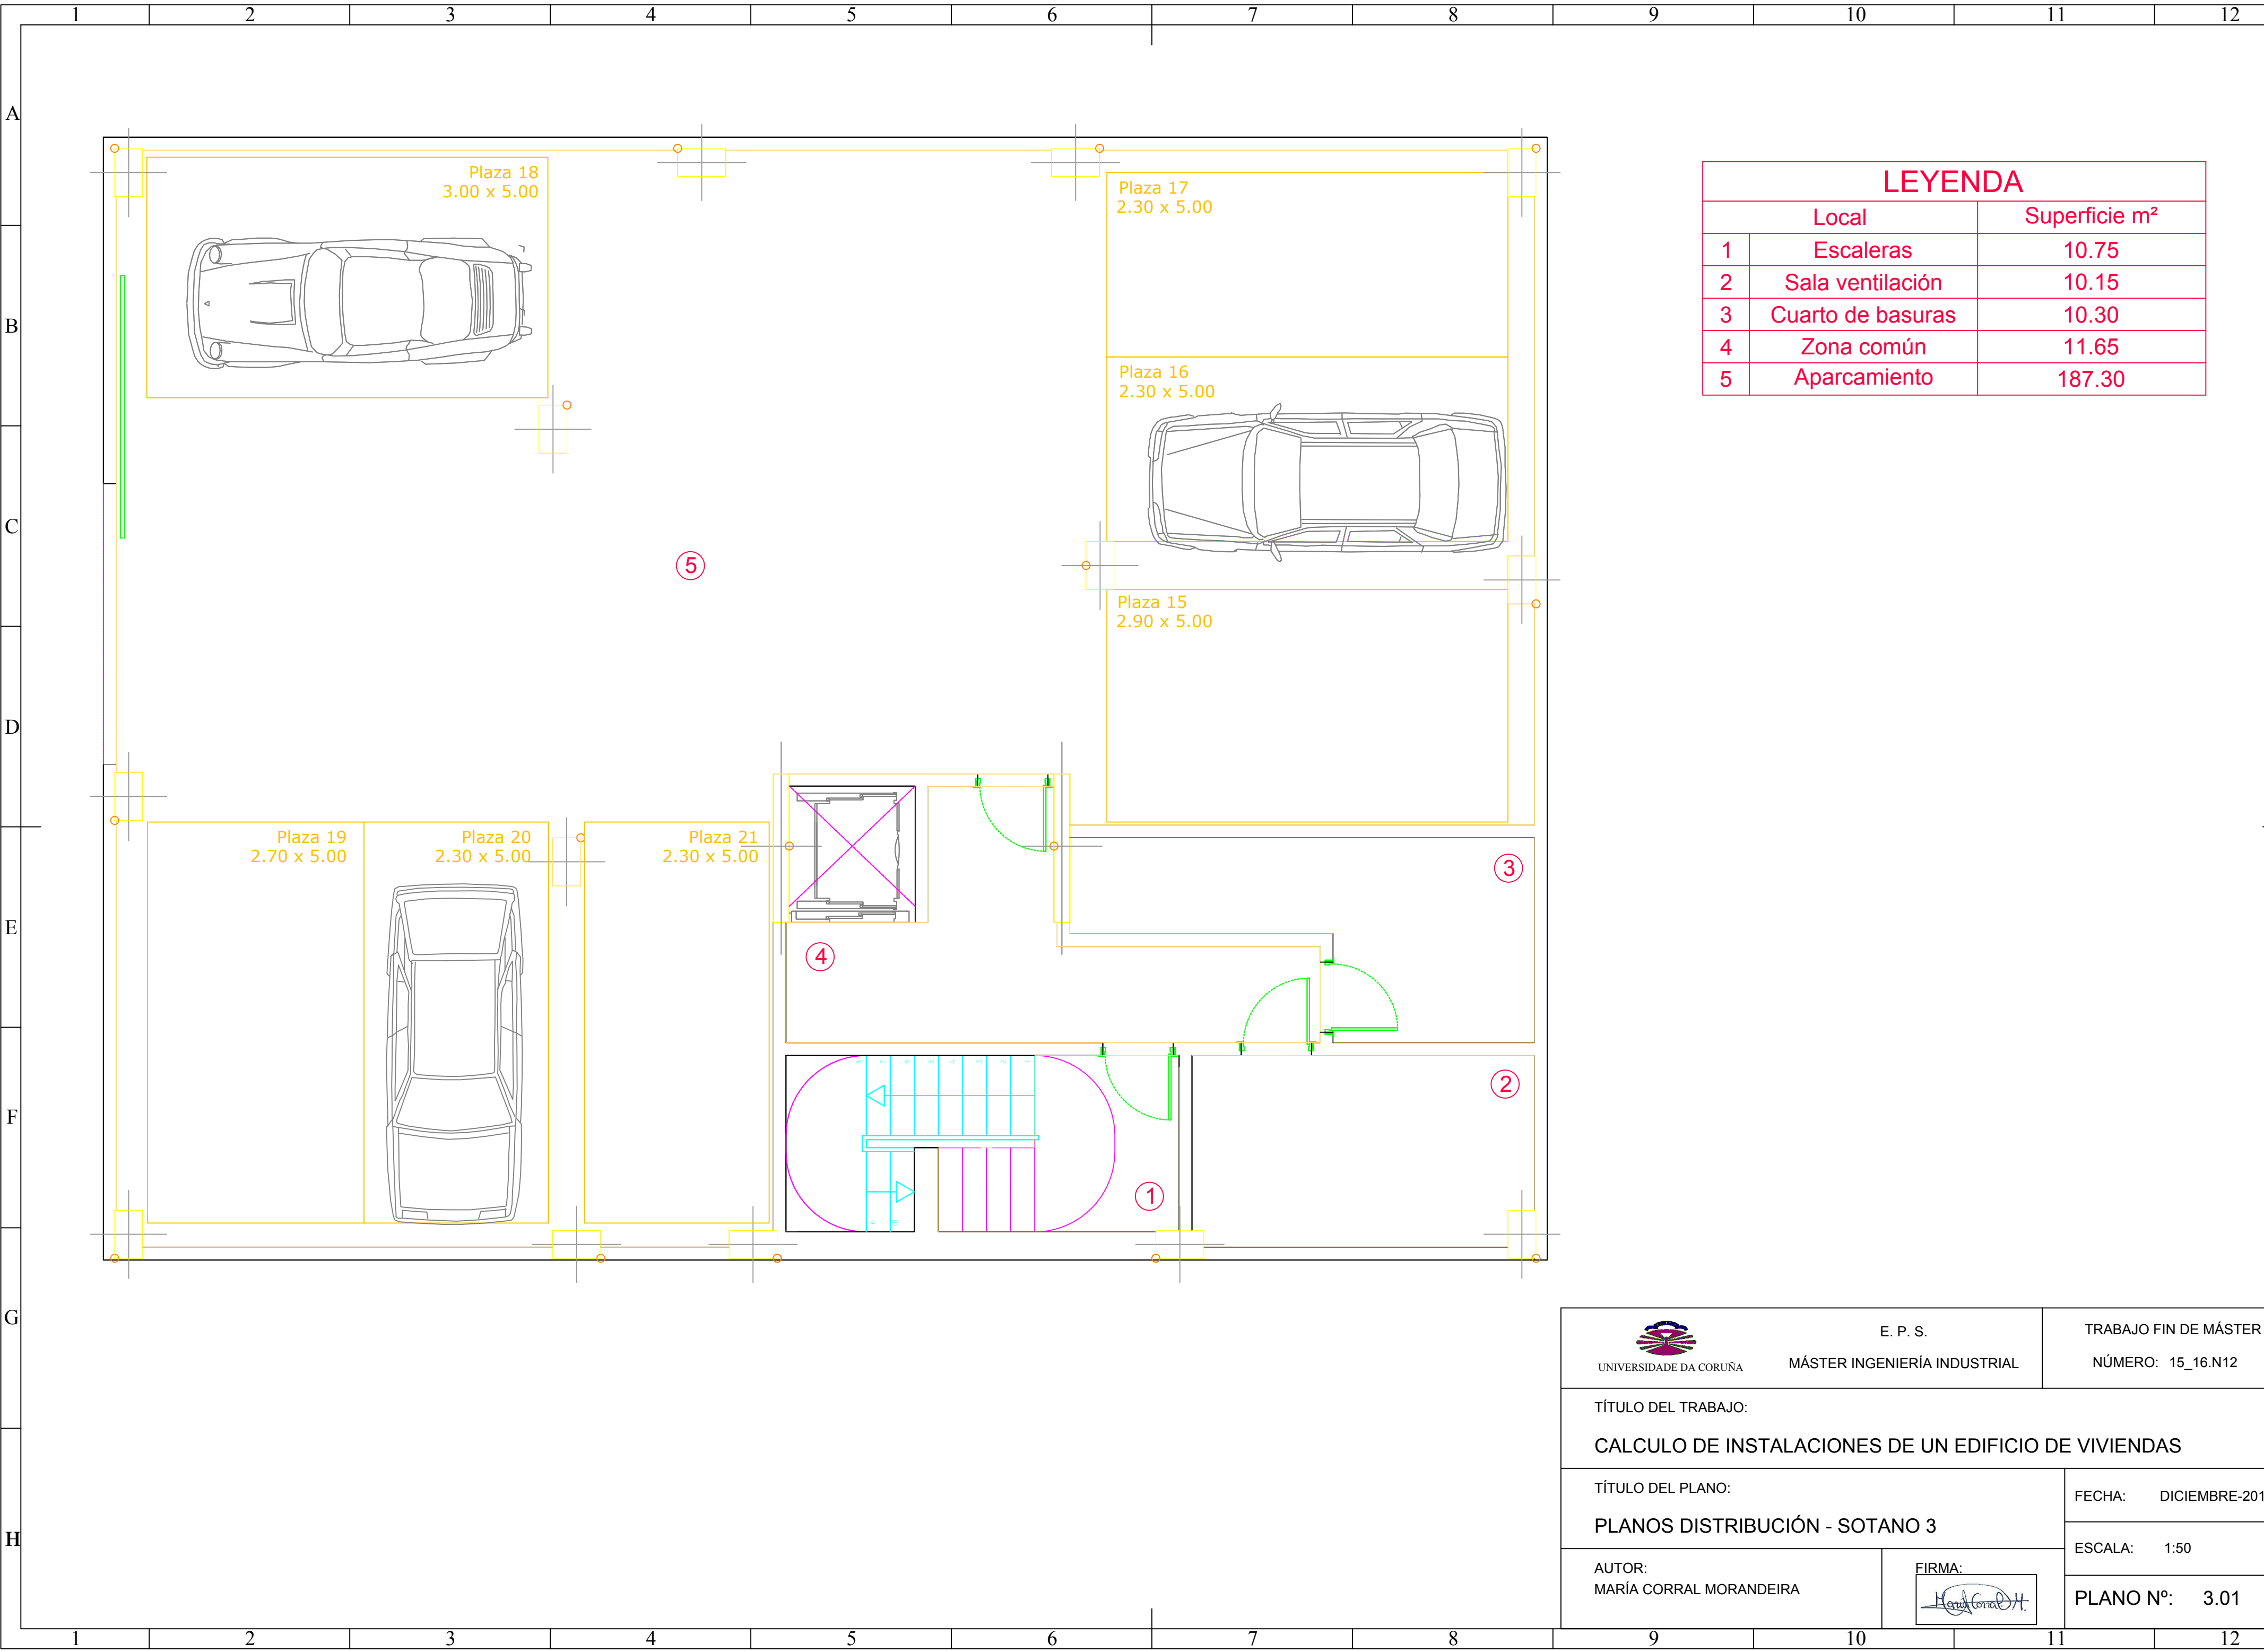 1 2 3 4 5 6 7 8 9 10 11 12
A
B
C
D
E
F
G
H
Plaza 18
3.00 x 5.00
Plaza 17
2.30 x 5.00
Plaza 16
2.30 x 5.00
Plaza 15
2.90 x 5.00
Plaza 19
2.70 x 5.00
Plaza 20
2.30 x 5.00
Plaza 21
2.30 x 5.00
5
3
4
2
1
LEYENDA
Local Superficie m²
1 Escaleras 10.75
2 Sala ventilación 10.15
3 Cuarto de basuras 10.30
4 Zona común 11.65
5 Aparcamiento 187.30
UNIVERSIDADE DA CORUÑA
E. P. S.
MÁSTER INGENIERÍA INDUSTRIAL
TRABAJO FIN DE MÁSTER
NÚMERO: 15_16.N12
TÍTULO DEL TRABAJO:
CALCULO DE INSTALACIONES DE UN EDIFICIO DE VIVIENDAS
TÍTULO DEL PLANO:
PLANOS DISTRIBUCIÓN - SOTANO 3
FECHA: DICIEMBRE-201
ESCALA: 1:50
AUTOR:
MARÍA CORRAL MORANDEIRA
FIRMA:
PLANO Nº: 3.01
1 2 3 4 5 6 7 8 9 10 11 12